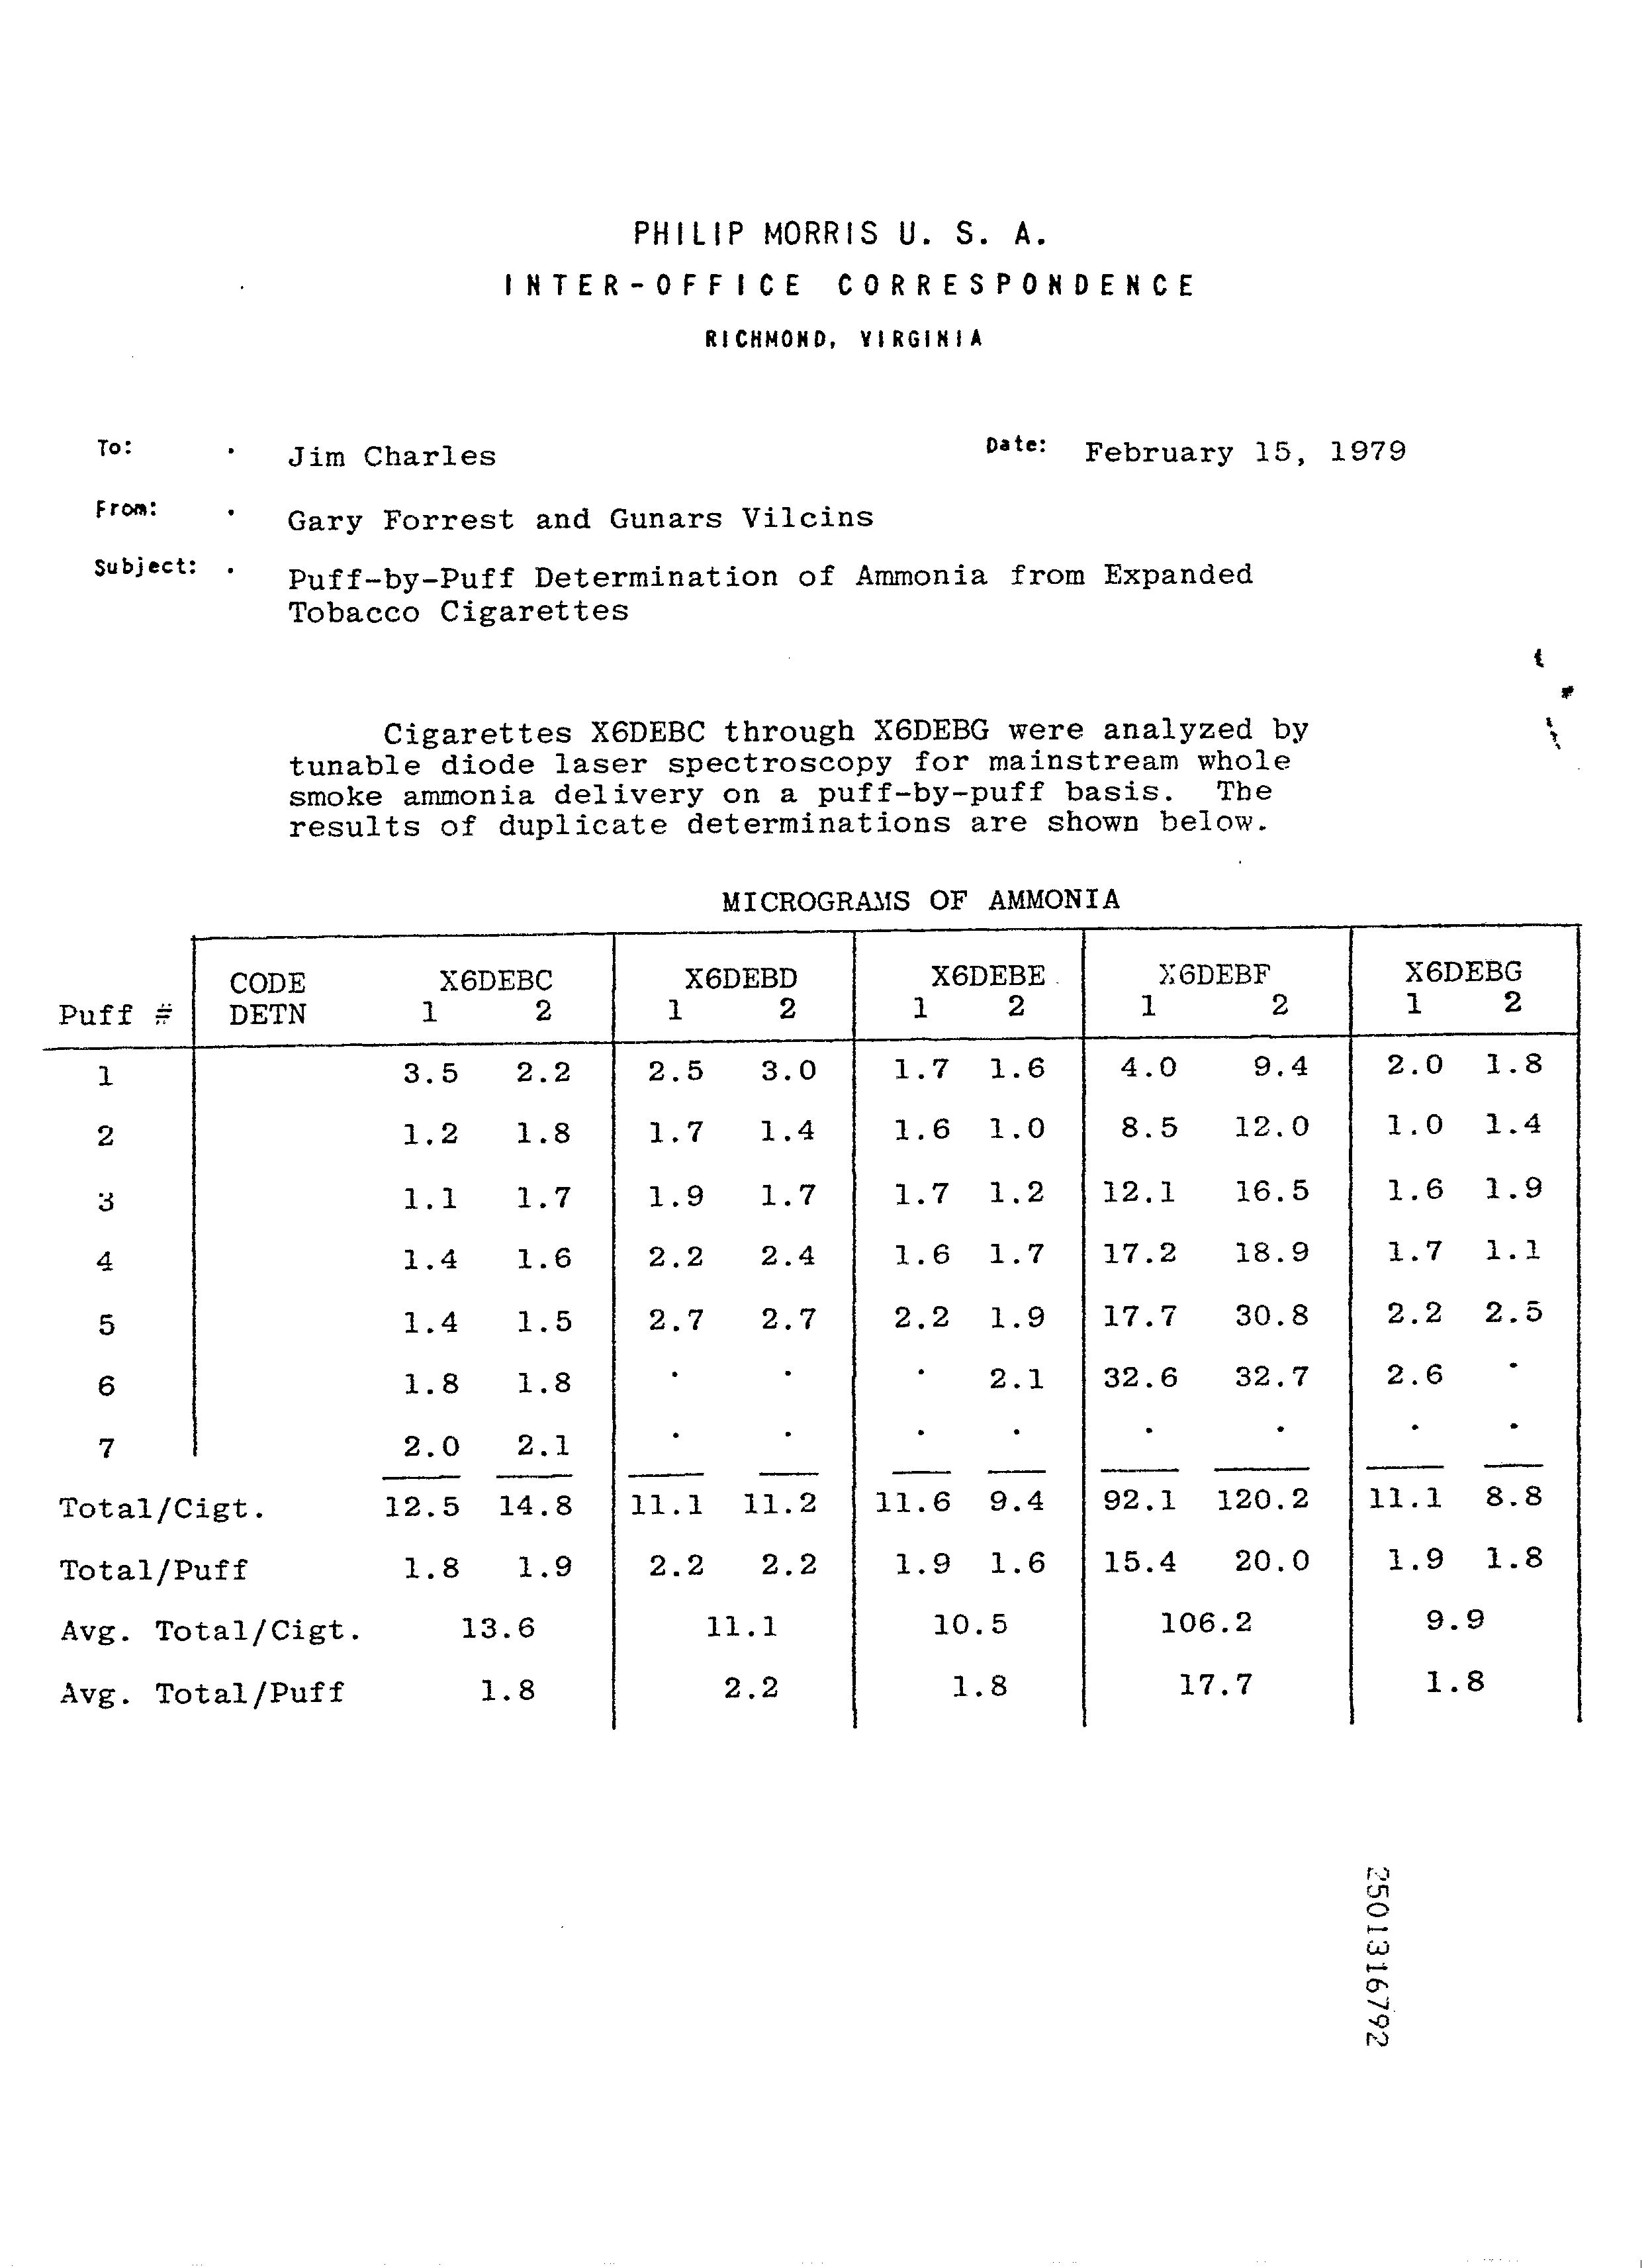 PHILIP MORRIS U. S. A.
INTER-OFFICE CORRESPONDENCE
RICHMOND, VIRGINIA
To: . Jim Charles Date: February 15, 1979
From: . Gary Forrest and Gunars Vilcins
Subject: . Puff-by-Puff Determination of Ammonia from Expanded
Tobacco Cigarettes
Cigarettes X6DEBC through X6DEBG were analyzed by
tunable diode laser spectroscopy for mainstream whole
smoke ammonia delivery on a puff-by-puff basis. The
results of duplicate determinations are shown below.
MICROGRAMS OF AMMONIA
CODE X6DEBC X6DEBD X6DEBE X6DEBF X6DEBG
Puff # DETN 1 2 1 2 1 2 1 2 1 2
1 3.5 2.2 2.5 3.0 1.7 1.6 4.0 9.4 2.0 1.8
2 1.2 1.8 1.7 1.4 1.6 1.0 8.5 12.0 1.0 1.4
3 1.1 1.7 1.9 1.7 1.7 1.2 12.1 16.5 1.6 1.9
4 1.4 1.6 2.2 2.4 1.6 1.7 17.2 18.9 1.7 1.1
5 1.4 1.5 2.7 2.7 2.2 1.9 17.7 30.8 2.2 2.5
6 1.8 1.8 . . . 2.1 32.6 32.7 2.6 .
7 2.0 2.1 . . . . . . . .
Total/Cigt. 12.5 14.8 11.1 11.2 11.6 9.4 92.1 120.2 11.1 8.8
Total/Puff 1.8 1.9 2.2 2.2 1.9 1.6 15.4 20.0 1.9 1.8
Avg. Total/Cigt. 13.6 11.1 10.5 106.2 9.9
Avg. Total/Puff 1.8 2.2 1.8 17.7 1.8
2501316792